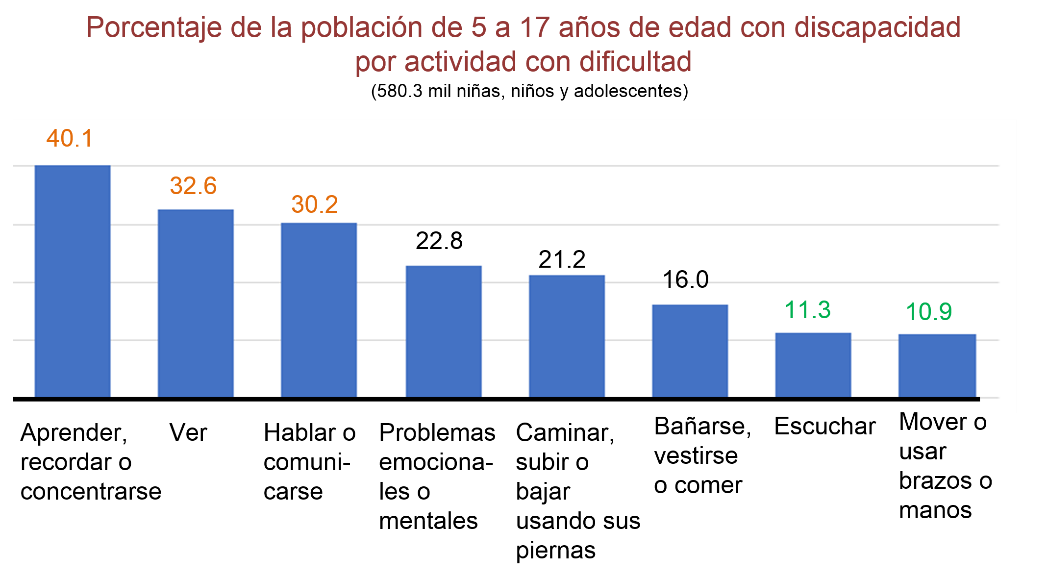 Porcentaje de la población de 5 a 17 años de edad con discapacidad
por actividad con dificultad
(580.3 mil niñas, niños y adolescentes)
40.1
32.6
30.2
22.8
21.2
16.0
11.3
10.9
Aprender,
recordar o
concentrarse
Ver
Hablar o
comuni-
carse
Problemas
emociona-
les o
mentales
Caminar,
subir o
bajar
usando sus
piernas
Bañarse,
vestirse
o comer
Escuchar
Mover o
usar
brazos o
manos